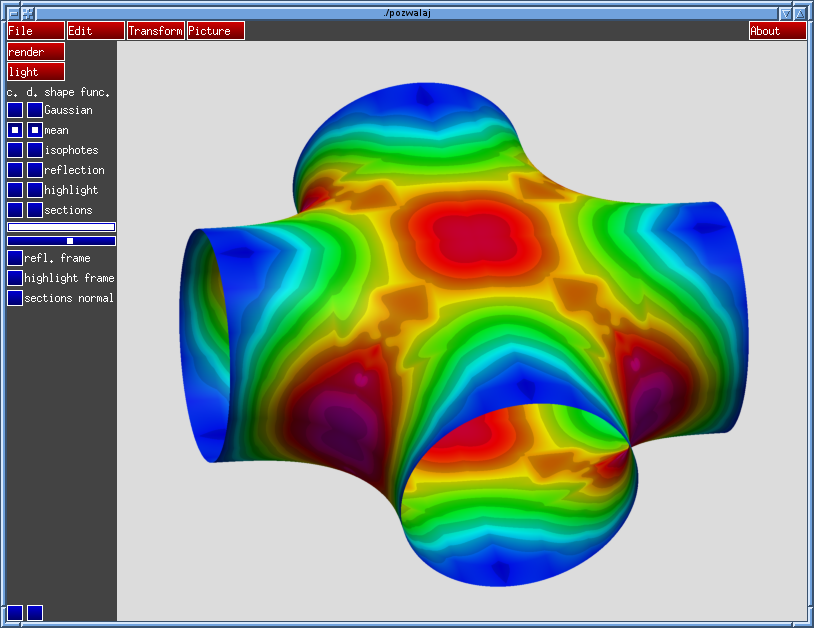 ./pozwalaj
File Edit Transform Picture About
render
light
c. d. shape func.
Gaussian
mean
isophotes
reflection
highlight
sections
refl. frame
highlight frame
sections normal